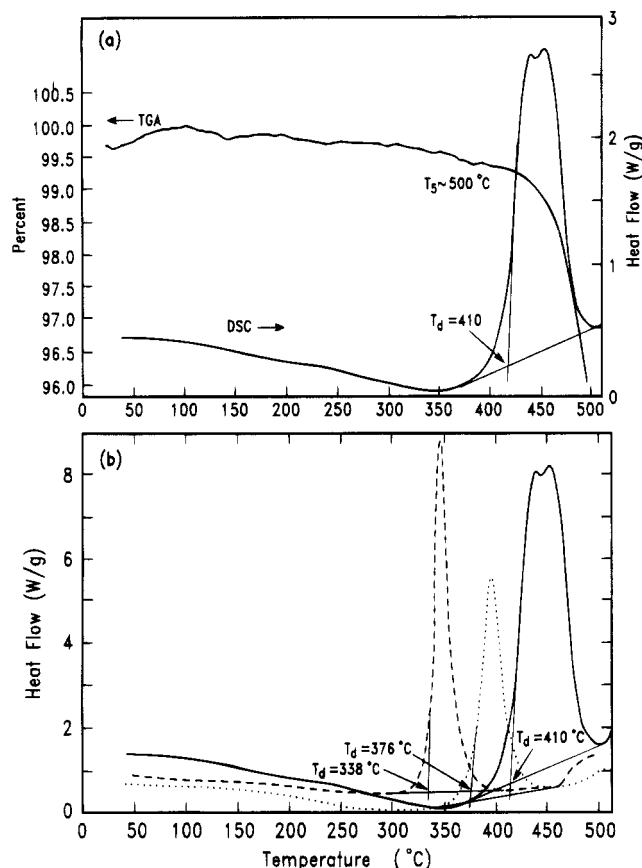 (a)
3
2
1
0
Heat Flow (W/g)
100.5
100.0
99.5
99.0
98.0
98.5
97.0
97.5
96.5
96.0
Percent
TGA
T5~500 °C
Td =410
DSC
0 50 100 150 200 250 300 350 400 450 500
(b)
8
6
4
2
0
Heat Flow (W/g)
Td =376 °C
Td =338 °C
Td =410 °C
0 50 100 150 200 250 300 350 400 450 500
Temperature (°C)